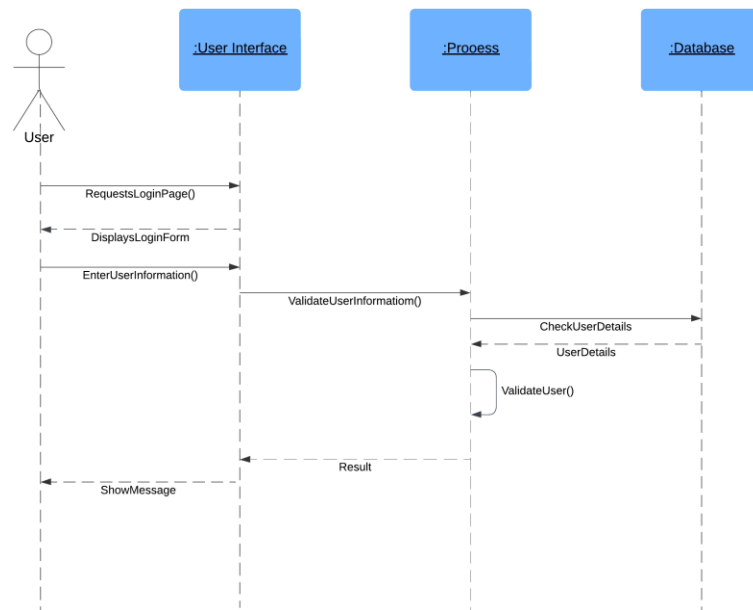 :User Interface
:Prooess
:Database
User
RequestsLoginPage()
DisplaysLoginForm
EnterUserInformation()
ValidateUserInformatiom()
CheckUserDetails
UserDetails
ValidateUser()
Result
ShowMessage